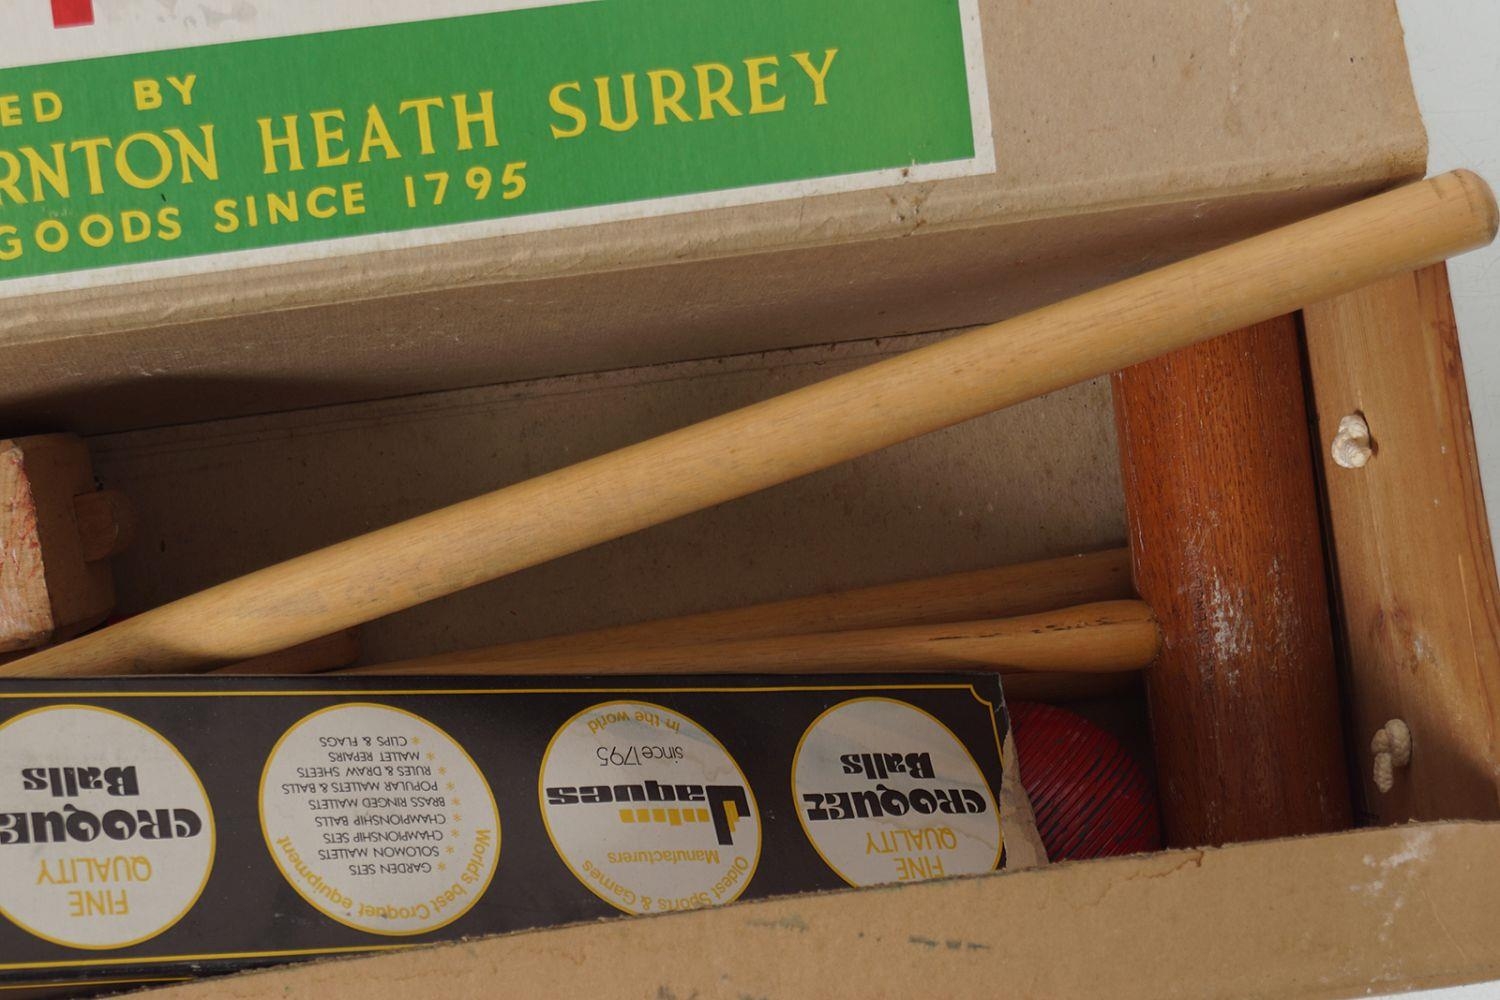 ED BY
RNTON HEATH SURREY
GOODS SINCE 1795
FINE
QUALITY
CROQUET
Balls
World's best Croquet equipment
* GARDEN SETS
* SOLOMON MALLETS
* CHAMPIONSHIP SETS
* CHAMPIONSHIP BALLS
* BRASS RINGED MALLETS
* POPULAR MALLETS & BALLS
* RULES & DRAW SHEETS
* MALLET REPAIRS
* CLIPS & FLAGS
Oldest Sports & Games
Manufacturers
John
Jaques
since 1795
in the world
FINE
QUALITY
CROQUET
Balls